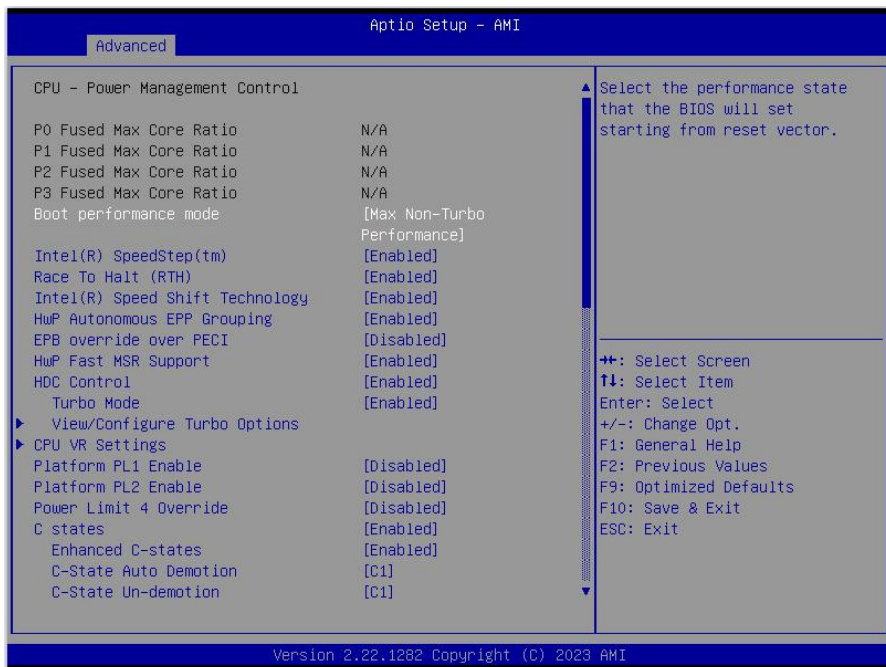 Aptio Setup – AMI
Advanced
CPU – Power Management Control
P0 Fused Max Core Ratio N/A
P1 Fused Max Core Ratio N/A
P2 Fused Max Core Ratio N/A
P3 Fused Max Core Ratio N/A
Boot performance mode [Max Non-Turbo
Performance]
Intel(R) SpeedStep(tm) [Enabled]
Race To Halt (RTH) [Enabled]
Intel(R) Speed Shift Technology [Enabled]
HwP Autonomous EPP Grouping [Enabled]
EPB override over PECI [Disabled]
HwP Fast MSR Support [Enabled]
HDC Control [Enabled]
Turbo Mode [Enabled]
View/Configure Turbo Options
CPU VR Settings
Platform PL1 Enable [Disabled]
Platform PL2 Enable [Disabled]
Power Limit 4 Override [Disabled]
C states [Enabled]
Enhanced C-states [Enabled]
C-State Auto Demotion [C1]
C-State Un-demotion [C1]
Select the performance state
that the BIOS will set
starting from reset vector.
→←: Select Screen
↑↓: Select Item
Enter: Select
+/-: Change Opt.
F1: General Help
F2: Previous Values
F9: Optimized Defaults
F10: Save & Exit
ESC: Exit
Version 2.22.1282 Copyright (C) 2023 AMI